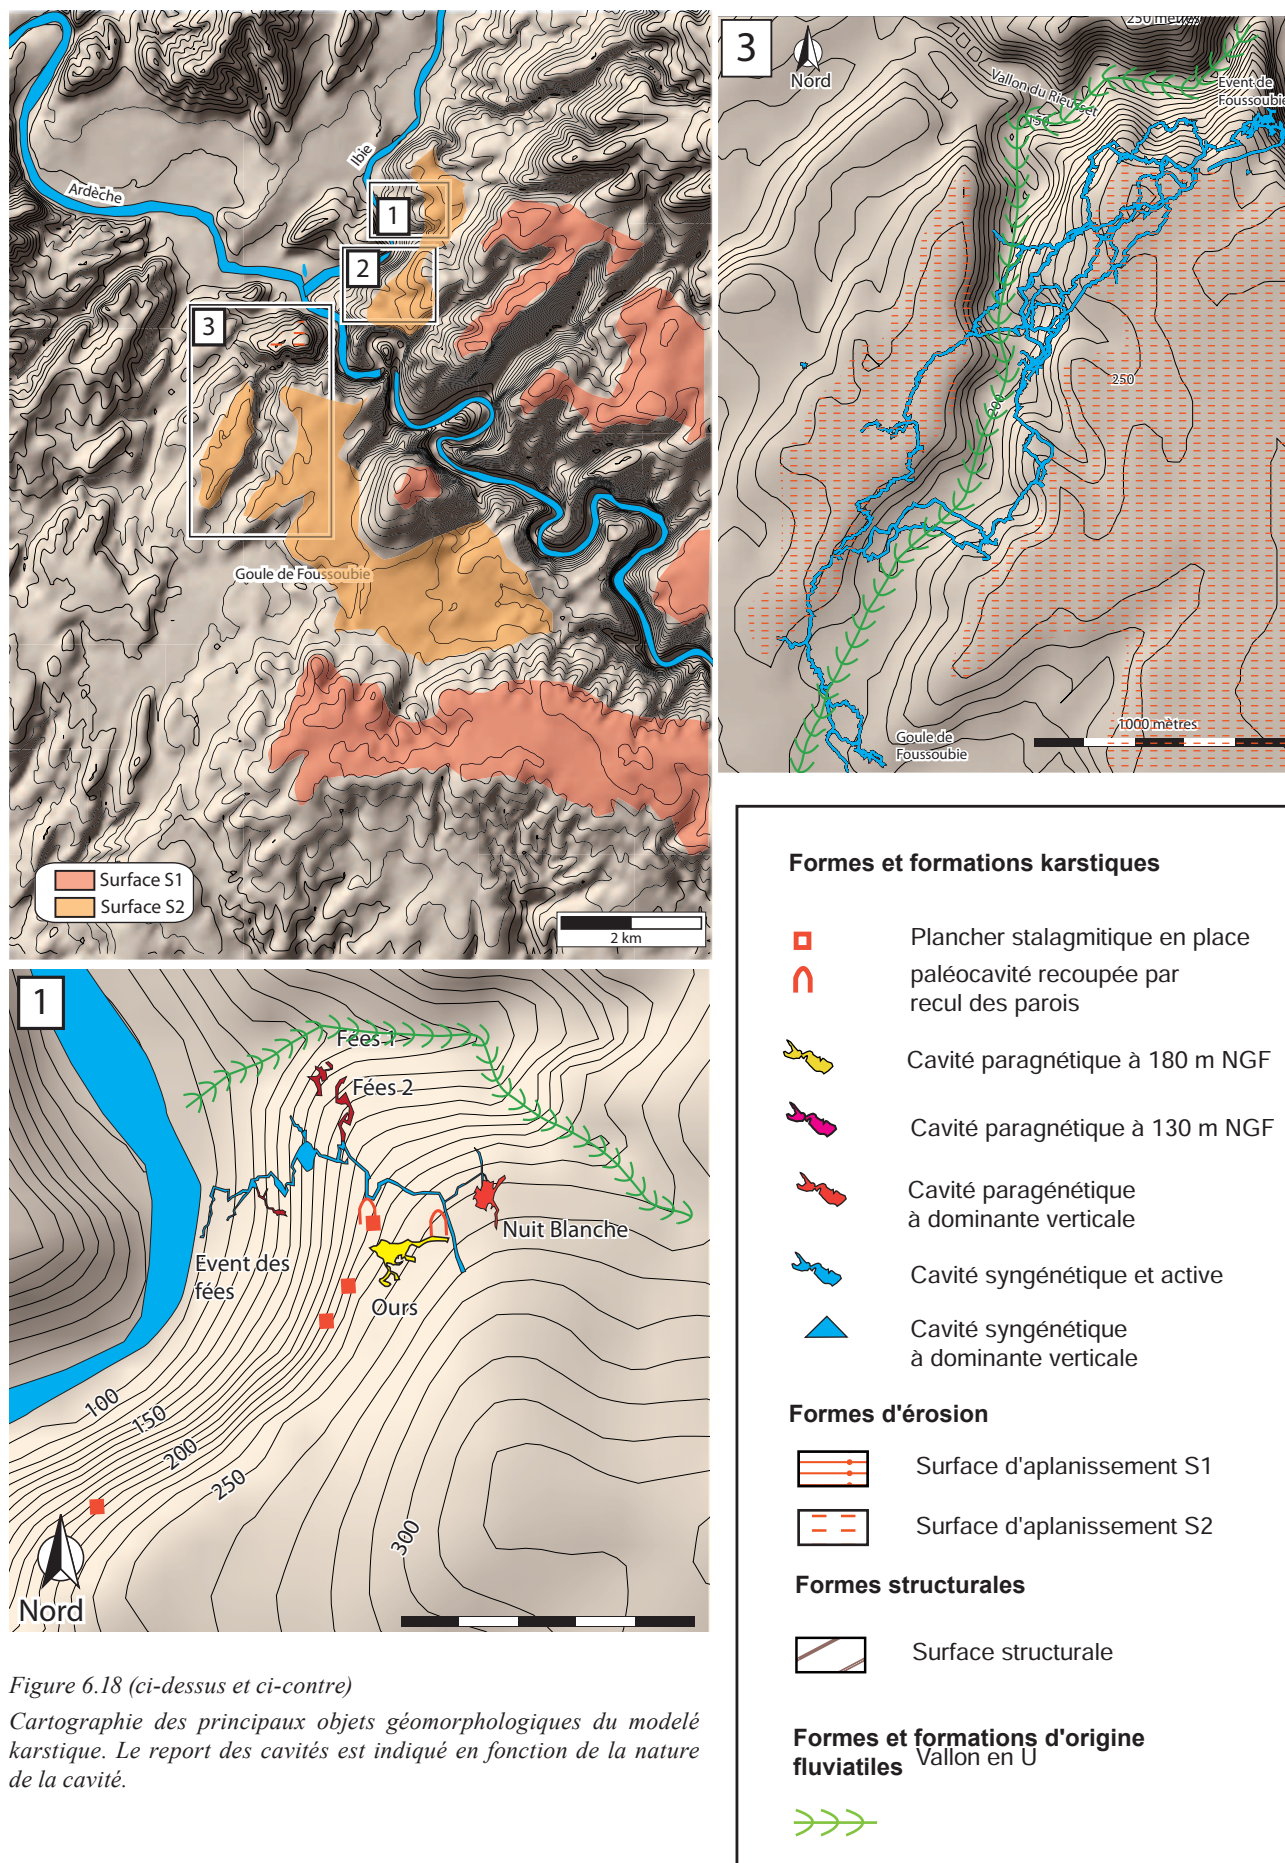 Ardèche
Ibie
1
2
3
Goule de Foussoubie
Surface S1
Surface S2
2 km
3
Nord
250 mètres
Vallon du Rieusset
150
Event de
Foussoubie
200
250
1000 mètres
Goule de
Foussoubie
1
Fées 1
Fées 2
Event des
fées
Ours
Nuit Blanche
100
150
200
250
300
Nord
Formes et formations karstiques
Plancher stalagmitique en place
paléocavité recoupée par
recul des parois
Cavité paragnétique à 180 m NGF
Cavité paragnétique à 130 m NGF
Cavité paragénétique
à dominante verticale
Cavité syngénétique et active
Cavité syngénétique
à dominante verticale
Formes d'érosion
Surface d'aplanissement S1
Surface d'aplanissement S2
Formes structurales
Surface structurale
Formes et formations d'origine
fluviatiles
Vallon en U
Figure 6.18 (ci-dessus et ci-contre)
Cartographie des principaux objets géomorphologiques du modelé
karstique. Le report des cavités est indiqué en fonction de la nature
de la cavité.